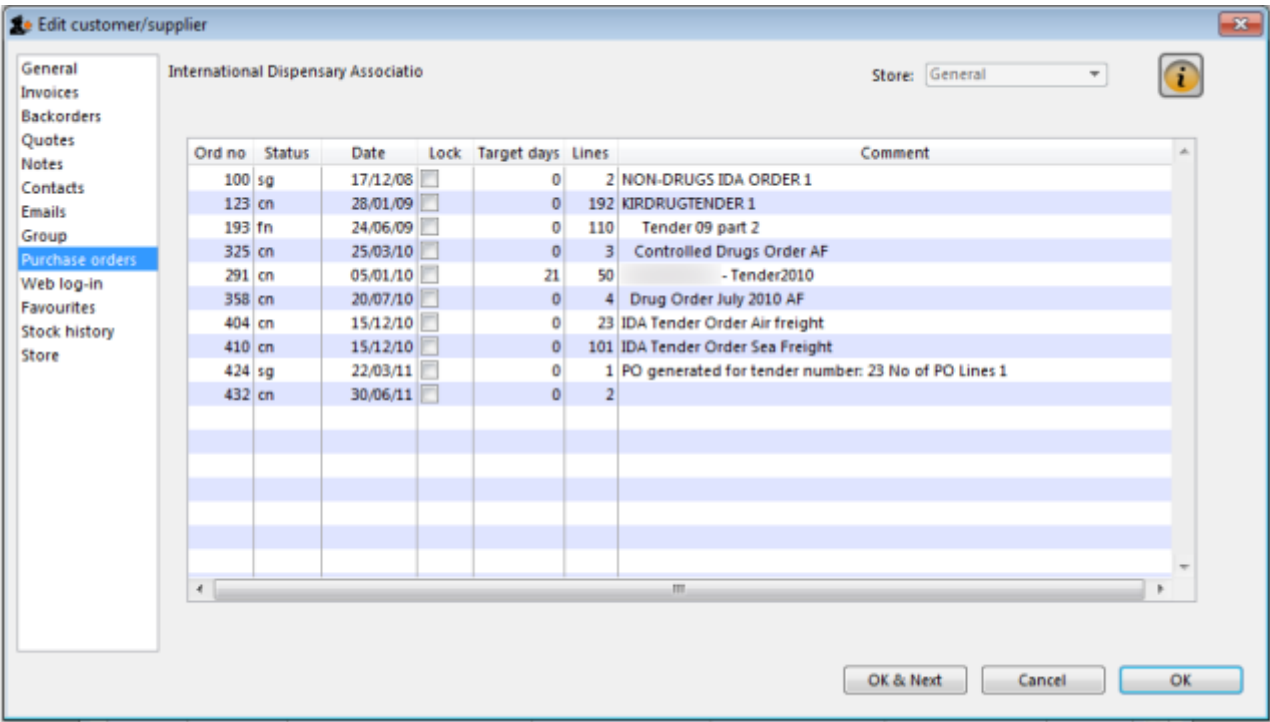 Edit customer/supplier
General
Invoices
Backorders
Quotes
Notes
Contacts
Emails
Group
Purchase orders
Web log-in
Favourites
Stock history
Store
International Dispensary Associatio
Store: General
Ord no Status Date Lock Target days Lines Comment
100 sg 17/12/08 0 2 NON-DRUGS IDA ORDER 1
123 cn 28/01/09 0 192 KIRDRUGTENDER 1
193 fn 24/06/09 0 110 Tender 09 part 2
325 cn 25/03/10 0 3 Controlled Drugs Order AF
291 cn 05/01/10 21 50 - Tender2010
358 cn 20/07/10 0 4 Drug Order July 2010 AF
404 cn 15/12/10 0 23 IDA Tender Order Air freight
410 cn 15/12/10 0 101 IDA Tender Order Sea Freight
424 sg 22/03/11 0 1 PO generated for tender number: 23 No of PO Lines 1
432 cn 30/06/11 0 2
OK & Next Cancel OK